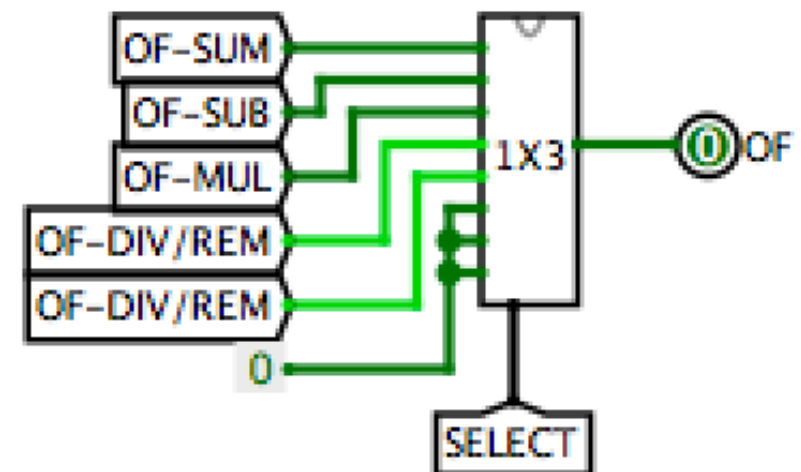 OF-SUM
OF-SUB
OF-MUL
OF-DIV/REM
OF-DIV/REM
0
1X3
0 OF
SELECT